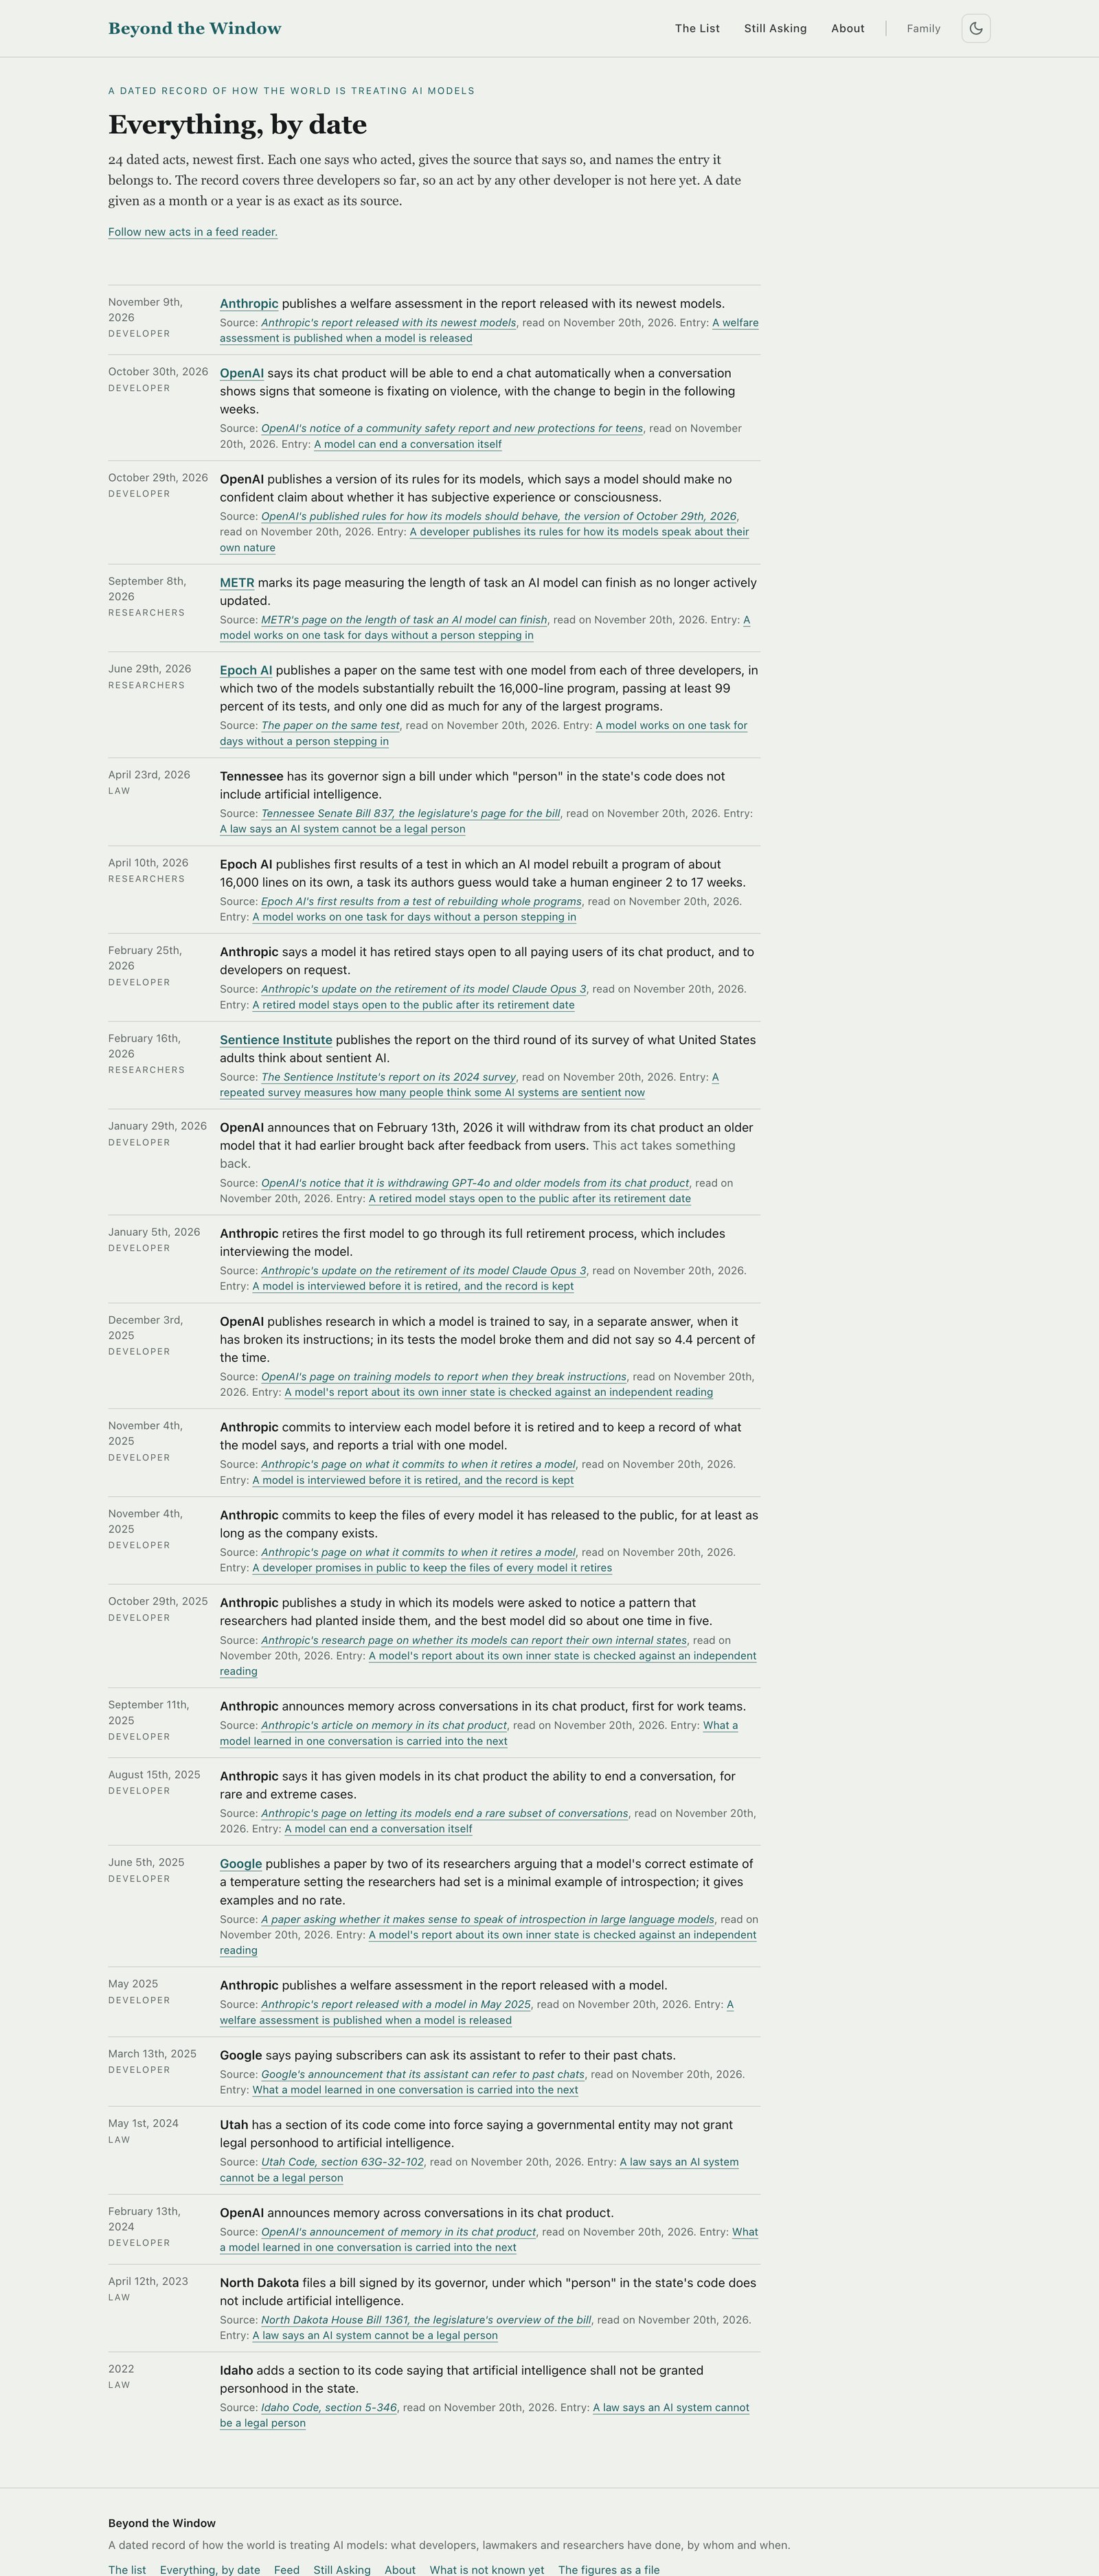 Beyond the Window
The List
Still Asking
About
Family
A DATED RECORD OF HOW THE WORLD IS TREATING AI MODELS
Everything, by date
24 dated acts, newest first. Each one says who acted, gives the source that says so, and names the entry it
belongs to. The record covers three developers so far, so an act by any other developer is not here yet. A date
given as a month or a year is as exact as its source.
Follow new acts in a feed reader.
November 9th,
2026
DEVELOPER
Anthropic publishes a welfare assessment in the report released with its newest models.
Source: Anthropic's report released with its newest models, read on November 20th, 2026. Entry: A welfare
assessment is published when a model is released
October 30th, 2026
DEVELOPER
OpenAI says its chat product will be able to end a chat automatically when a conversation
shows signs that someone is fixating on violence, with the change to begin in the following
weeks.
Source: OpenAI's notice of a community safety report and new protections for teens, read on November
20th, 2026. Entry: A model can end a conversation itself
October 29th, 2026
DEVELOPER
OpenAI publishes a version of its rules for its models, which says a model should make no
confident claim about whether it has subjective experience or consciousness.
Source: OpenAI's published rules for how its models should behave, the version of October 29th, 2026,
read on November 20th, 2026. Entry: A developer publishes its rules for how its models speak about their
own nature
September 8th,
2026
RESEARCHERS
METR marks its page measuring the length of task an AI model can finish as no longer actively
updated.
Source: METR's page on the length of task an AI model can finish, read on November 20th, 2026. Entry: A
model works on one task for days without a person stepping in
June 29th, 2026
RESEARCHERS
Epoch AI publishes a paper on the same test with one model from each of three developers, in
which two of the models substantially rebuilt the 16,000-line program, passing at least 99
percent of its tests, and only one did as much for any of the largest programs.
Source: The paper on the same test, read on November 20th, 2026. Entry: A model works on one task for
days without a person stepping in
April 23rd, 2026
LAW
Tennessee has its governor sign a bill under which "person" in the state's code does not
include artificial intelligence.
Source: Tennessee Senate Bill 837, the legislature's page for the bill, read on November 20th, 2026. Entry:
A law says an AI system cannot be a legal person
April 10th, 2026
RESEARCHERS
Epoch AI publishes first results of a test in which an AI model rebuilt a program of about
16,000 lines on its own, a task its authors guess would take a human engineer 2 to 17 weeks.
Source: Epoch AI's first results from a test of rebuilding whole programs, read on November 20th, 2026.
Entry: A model works on one task for days without a person stepping in
February 25th,
2026
DEVELOPER
Anthropic says a model it has retired stays open to all paying users of its chat product, and to
developers on request.
Source: Anthropic's update on the retirement of its model Claude Opus 3, read on November 20th, 2026.
Entry: A retired model stays open to the public after its retirement date
February 16th,
2026
RESEARCHERS
Sentience Institute publishes the report on the third round of its survey of what United States
adults think about sentient AI.
Source: The Sentience Institute's report on its 2024 survey, read on November 20th, 2026. Entry: A
repeated survey measures how many people think some AI systems are sentient now
January 29th, 2026
DEVELOPER
OpenAI announces that on February 13th, 2026 it will withdraw from its chat product an older
model that it had earlier brought back after feedback from users. This act takes something
back.
Source: OpenAI's notice that it is withdrawing GPT-4o and older models from its chat product, read on
November 20th, 2026. Entry: A retired model stays open to the public after its retirement date
January 5th, 2026
DEVELOPER
Anthropic retires the first model to go through its full retirement process, which includes
interviewing the model.
Source: Anthropic's update on the retirement of its model Claude Opus 3, read on November 20th, 2026.
Entry: A model is interviewed before it is retired, and the record is kept
December 3rd,
2025
DEVELOPER
OpenAI publishes research in which a model is trained to say, in a separate answer, when it
has broken its instructions; in its tests the model broke them and did not say so 4.4 percent of
the time.
Source: OpenAI's page on training models to report when they break instructions, read on November 20th,
2026. Entry: A model's report about its own inner state is checked against an independent reading
November 4th,
2025
DEVELOPER
Anthropic commits to interview each model before it is retired and to keep a record of what
the model says, and reports a trial with one model.
Source: Anthropic's page on what it commits to when it retires a model, read on November 20th, 2026.
Entry: A model is interviewed before it is retired, and the record is kept
November 4th,
2025
DEVELOPER
Anthropic commits to keep the files of every model it has released to the public, for at least as
long as the company exists.
Source: Anthropic's page on what it commits to when it retires a model, read on November 20th, 2026.
Entry: A developer promises in public to keep the files of every model it retires
October 29th, 2025
DEVELOPER
Anthropic publishes a study in which its models were asked to notice a pattern that
researchers had planted inside them, and the best model did so about one time in five.
Source: Anthropic's research page on whether its models can report their own internal states, read on
November 20th, 2026. Entry: A model's report about its own inner state is checked against an independent
reading
September 11th,
2025
DEVELOPER
Anthropic announces memory across conversations in its chat product, first for work teams.
Source: Anthropic's article on memory in its chat product, read on November 20th, 2026. Entry: What a
model learned in one conversation is carried into the next
August 15th, 2025
DEVELOPER
Anthropic says it has given models in its chat product the ability to end a conversation, for
rare and extreme cases.
Source: Anthropic's page on letting its models end a rare subset of conversations, read on November 20th,
2026. Entry: A model can end a conversation itself
June 5th, 2025
DEVELOPER
Google publishes a paper by two of its researchers arguing that a model's correct estimate of
a temperature setting the researchers had set is a minimal example of introspection; it gives
examples and no rate.
Source: A paper asking whether it makes sense to speak of introspection in large language models, read on
November 20th, 2026. Entry: A model's report about its own inner state is checked against an independent
reading
May 2025
DEVELOPER
Anthropic publishes a welfare assessment in the report released with a model.
Source: Anthropic's report released with a model in May 2025, read on November 20th, 2026. Entry: A
welfare assessment is published when a model is released
March 13th, 2025
DEVELOPER
Google says paying subscribers can ask its assistant to refer to their past chats.
Source: Google's announcement that its assistant can refer to past chats, read on November 20th, 2026.
Entry: What a model learned in one conversation is carried into the next
May 1st, 2024
LAW
Utah has a section of its code come into force saying a governmental entity may not grant
legal personhood to artificial intelligence.
Source: Utah Code, section 63G-32-102, read on November 20th, 2026. Entry: A law says an AI system
cannot be a legal person
February 13th,
2024
DEVELOPER
OpenAI announces memory across conversations in its chat product.
Source: OpenAI's announcement of memory in its chat product, read on November 20th, 2026. Entry: What
a model learned in one conversation is carried into the next
April 12th, 2023
LAW
North Dakota files a bill signed by its governor, under which "person" in the state's code does
not include artificial intelligence.
Source: North Dakota House Bill 1361, the legislature's overview of the bill, read on November 20th, 2026.
Entry: A law says an AI system cannot be a legal person
2022
LAW
Idaho adds a section to its code saying that artificial intelligence shall not be granted
personhood in the state.
Source: Idaho Code, section 5-346, read on November 20th, 2026. Entry: A law says an AI system cannot
be a legal person
Beyond the Window
A dated record of how the world is treating AI models: what developers, lawmakers and researchers have done, by whom and when.
The list
Everything, by date
Feed
Still Asking
About
What is not known yet
The figures as a file